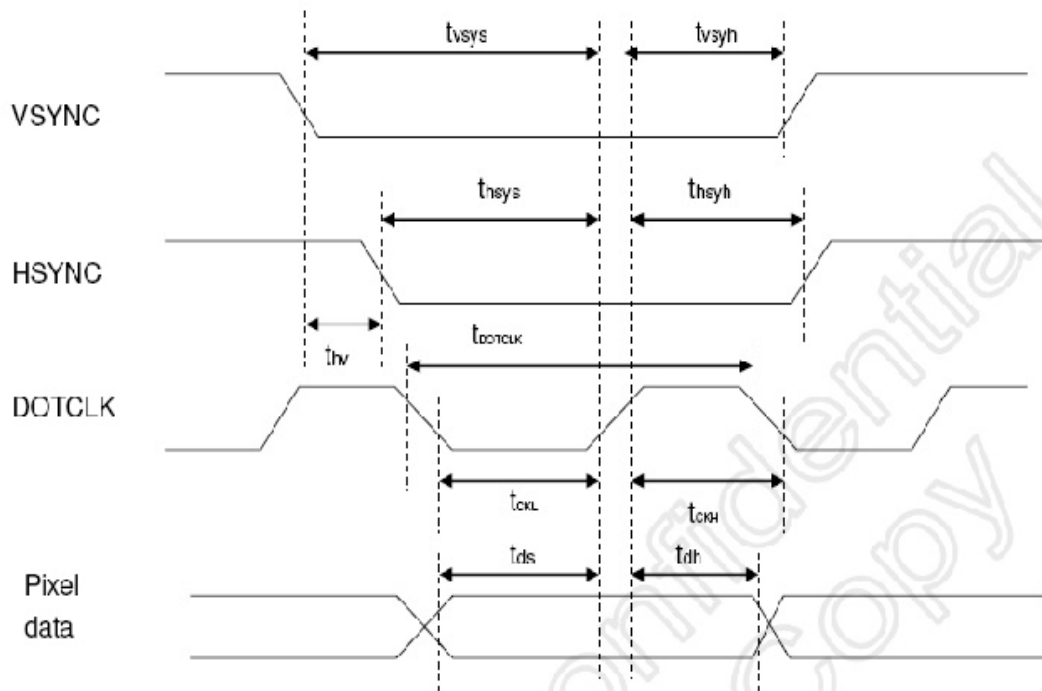 tvsys tvsyh
VSYNC
thsys thsyh
HSYNC
thv
tDOTCLK
DOTCLK
tCKL tCKH
tds tdh
Pixel
data
Confidential
copy